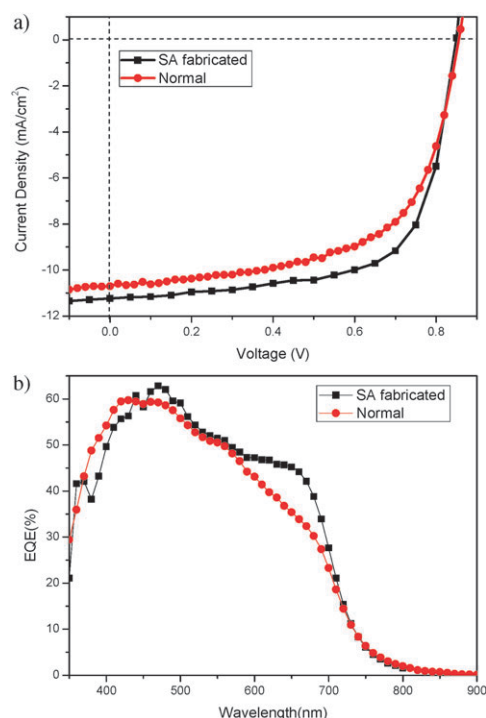 a)
0
-2
-4
-6
-8
-10
-12
Current Density (mA/cm²)
SA fabricated
Normal
0.0
0.2
0.4
0.6
0.8
Voltage (V)
b)
60
50
40
30
20
10
0
EQE(%)
SA fabricated
Normal
400
500
600
700
800
900
Wavelength(nm)